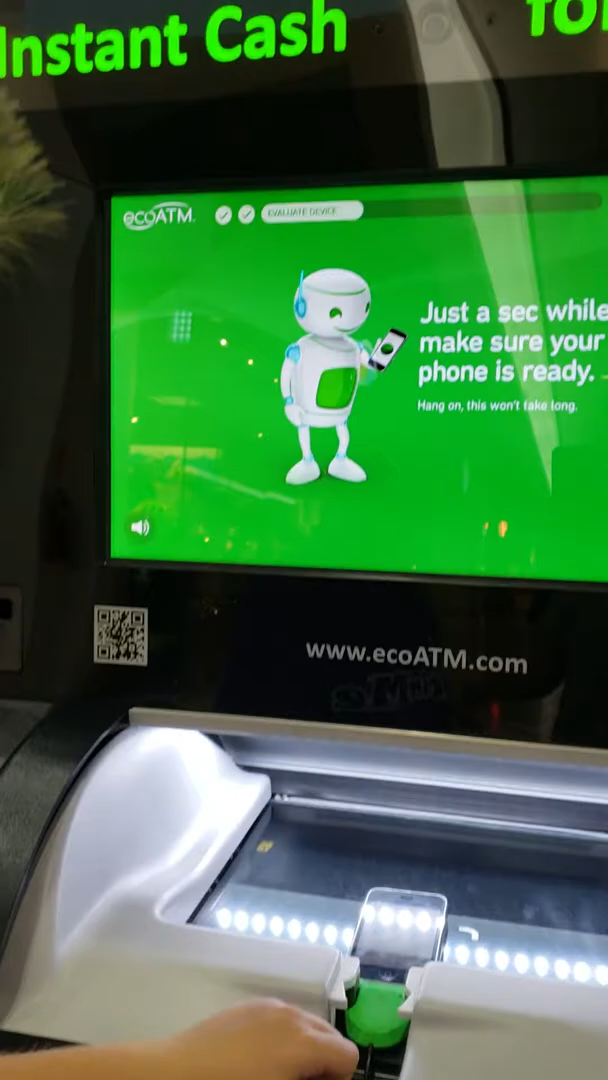 Instant Cash
ecoATM
EVALUATE DEVICE
Just a sec while
make sure your
phone is ready.
Hang on, this won't take long.
www.ecoATM.com